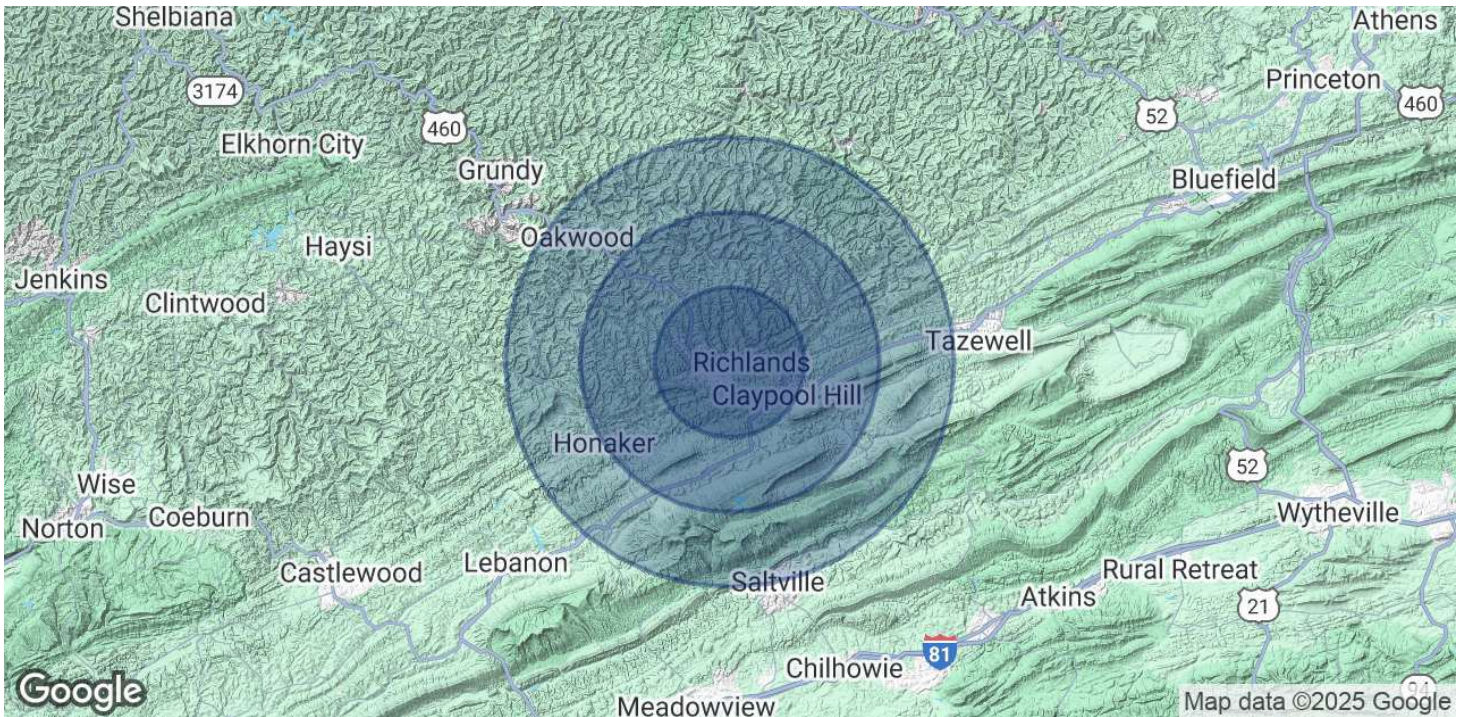 Shelbiana
Athens
3174
Princeton
52
460
460
Elkhorn City
Grundy
Bluefield
Oakwood
Haysi
Jenkins
Clintwood
Tazewell
Richlands
Claypool Hill
Honaker
52
Wise
Norton
Coeburn
Wytheville
Lebanon
Castlewood
Saltville
Rural Retreat
Atkins
21
81
Chilhowie
Google
Meadowview
94
Map data ©2025 Google